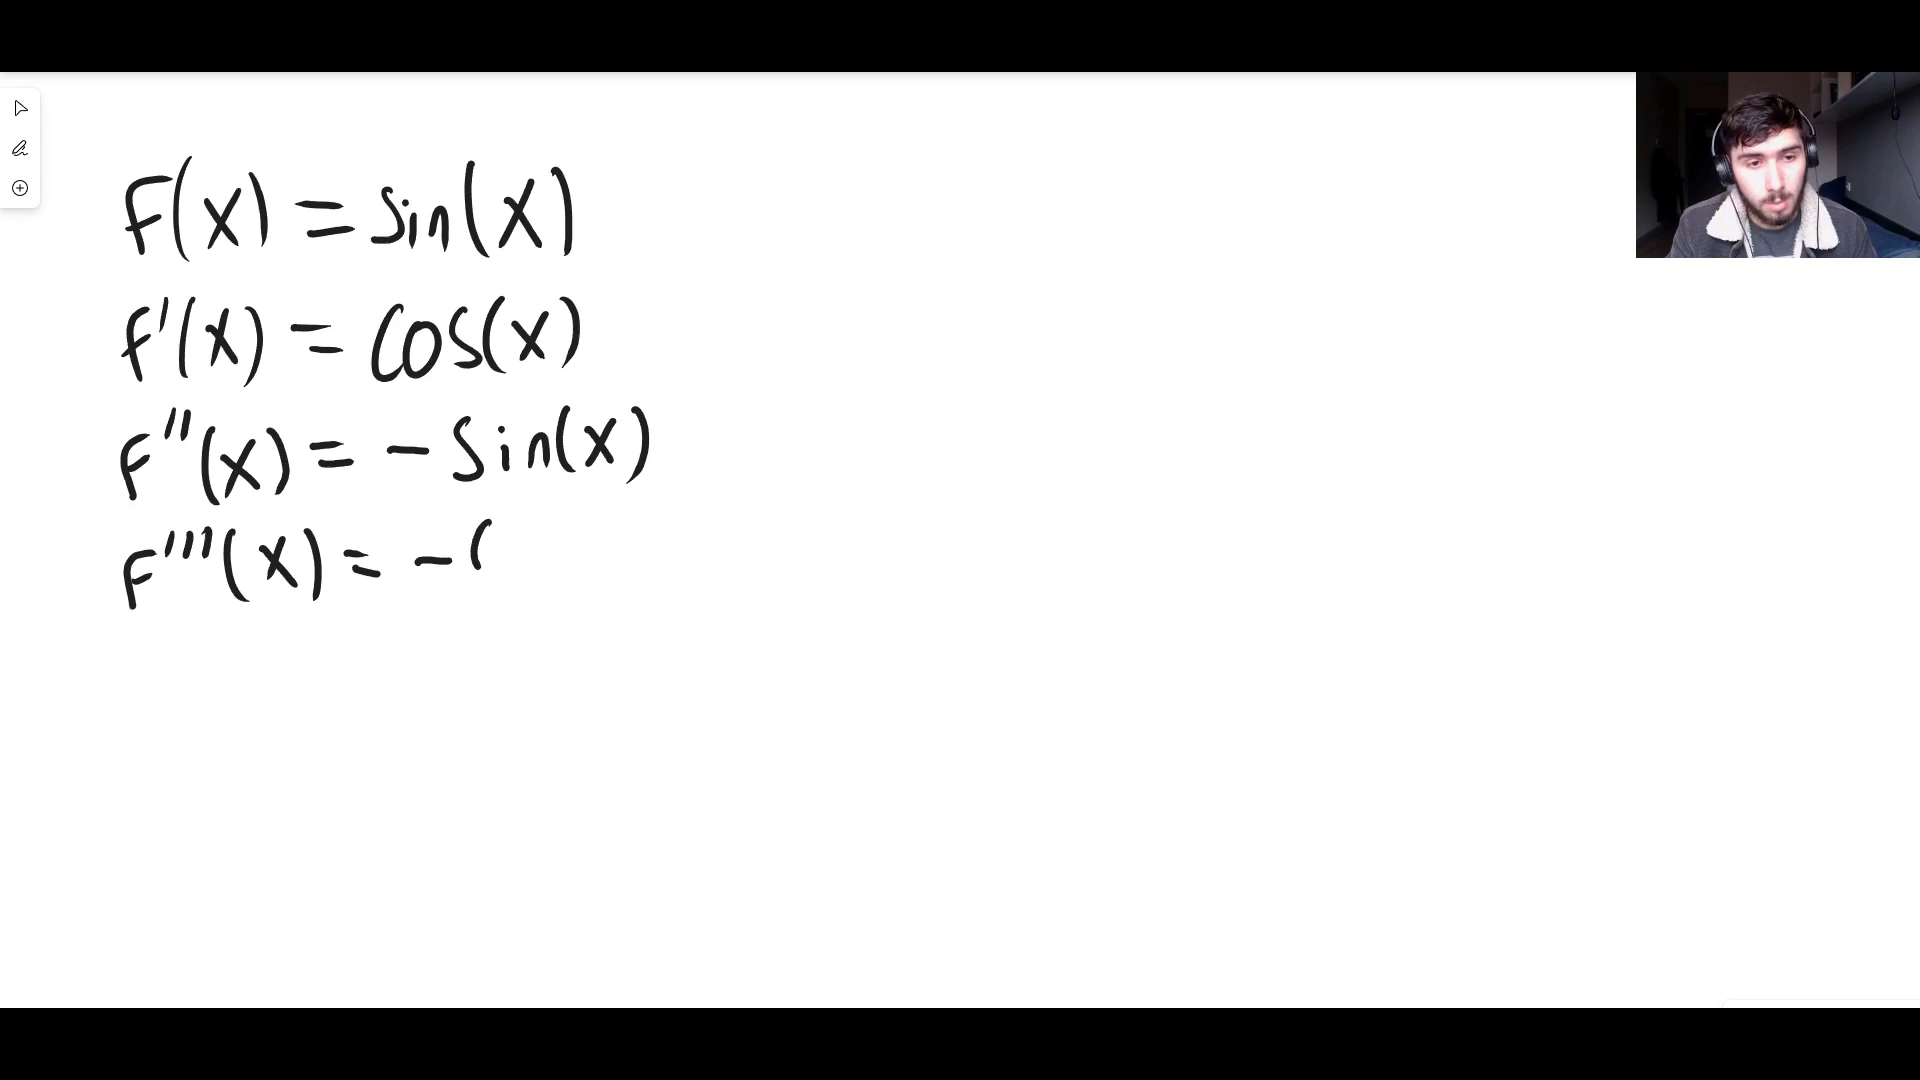 F(x) = sin(x)
F'(x) = cos(x)
F''(x) = - sin(x)
F'''(x) = - (